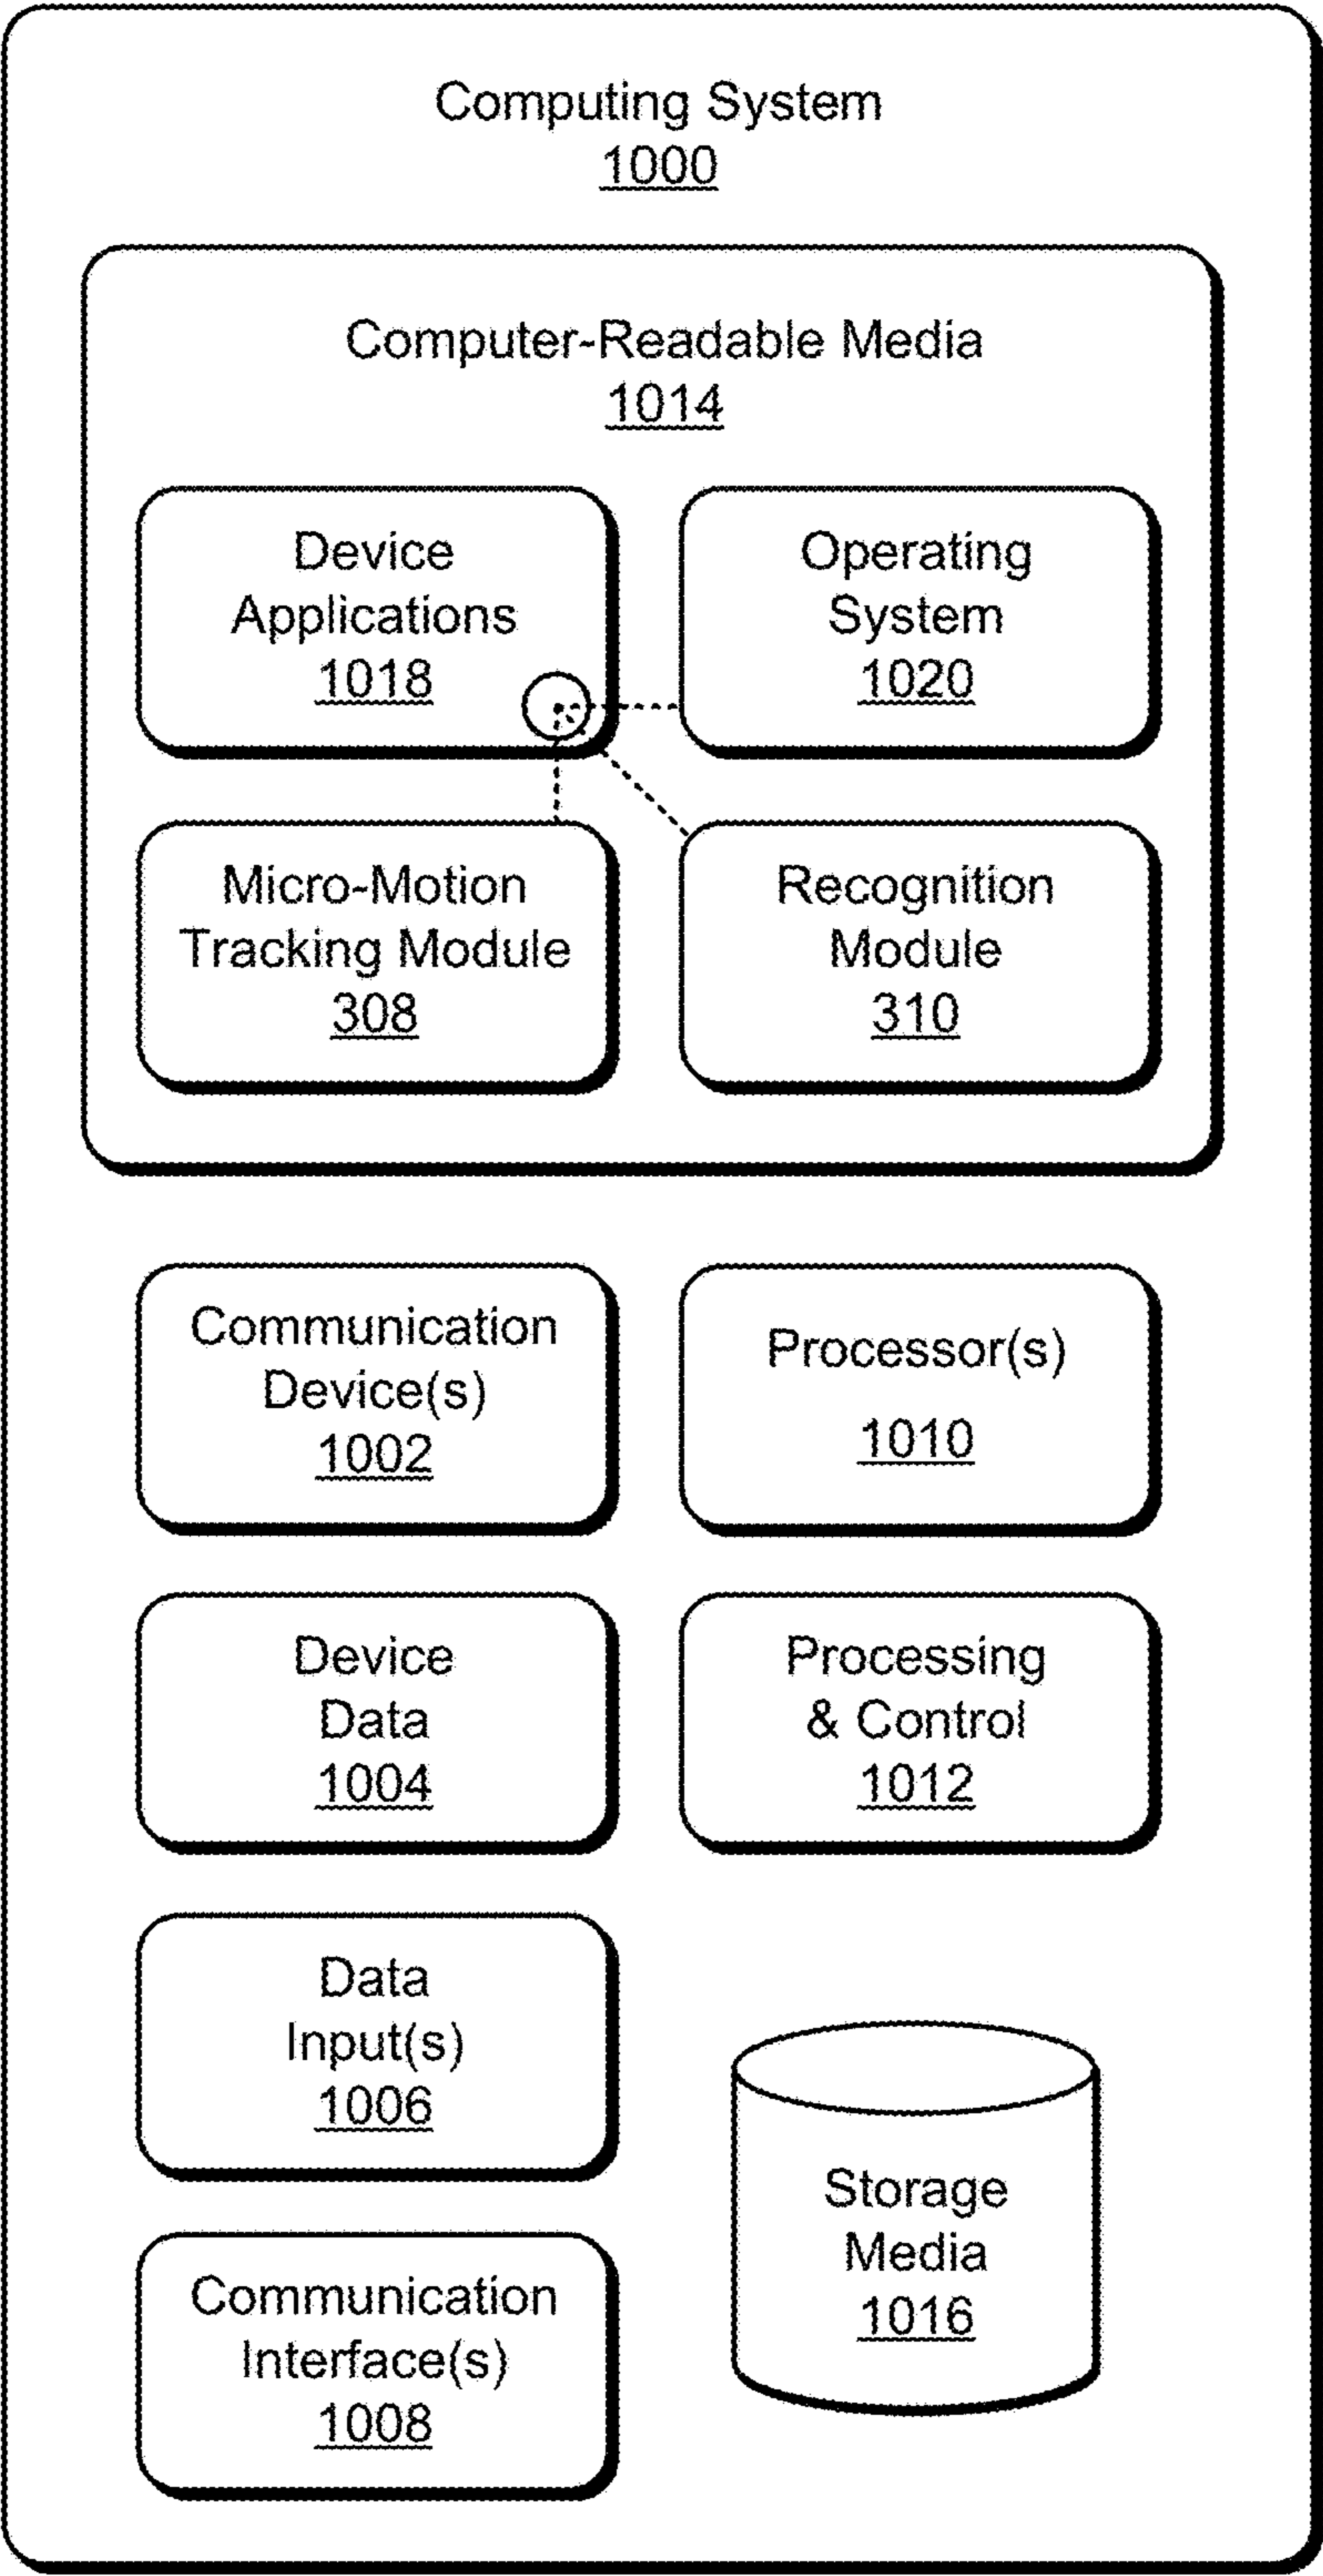 Computing System
1000
Computer-Readable Media
1014
Device
Applications
1018
Operating
System
1020
Micro-Motion
Tracking Module
308
Recognition
Module
310
Communication
Device(s)
1002
Processor(s)
1010
Device
Data
1004
Processing
& Control
1012
Data
Input(s)
1006
Storage
Media
1016
Communication
Interface(s)
1008